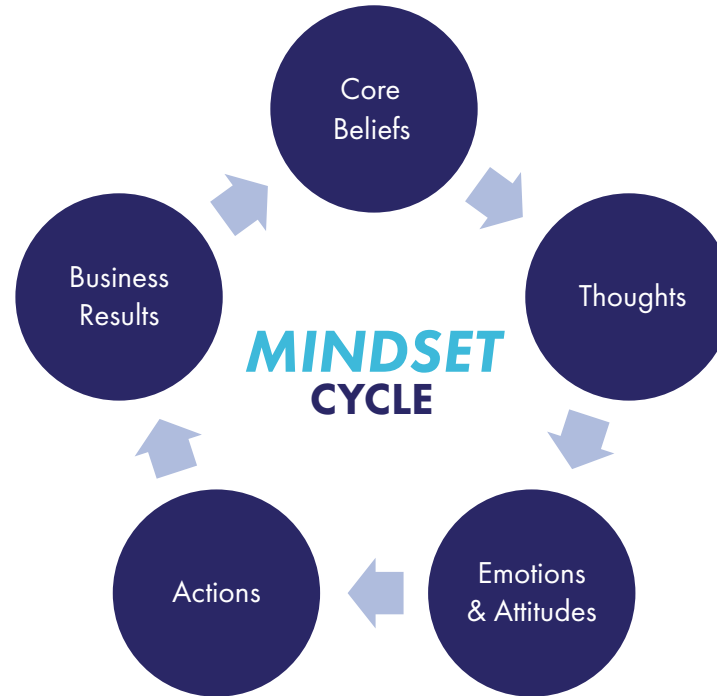 Core
Beliefs
Thoughts
Emotions
& Attitudes
Actions
Business
Results
MINDSET
CYCLE